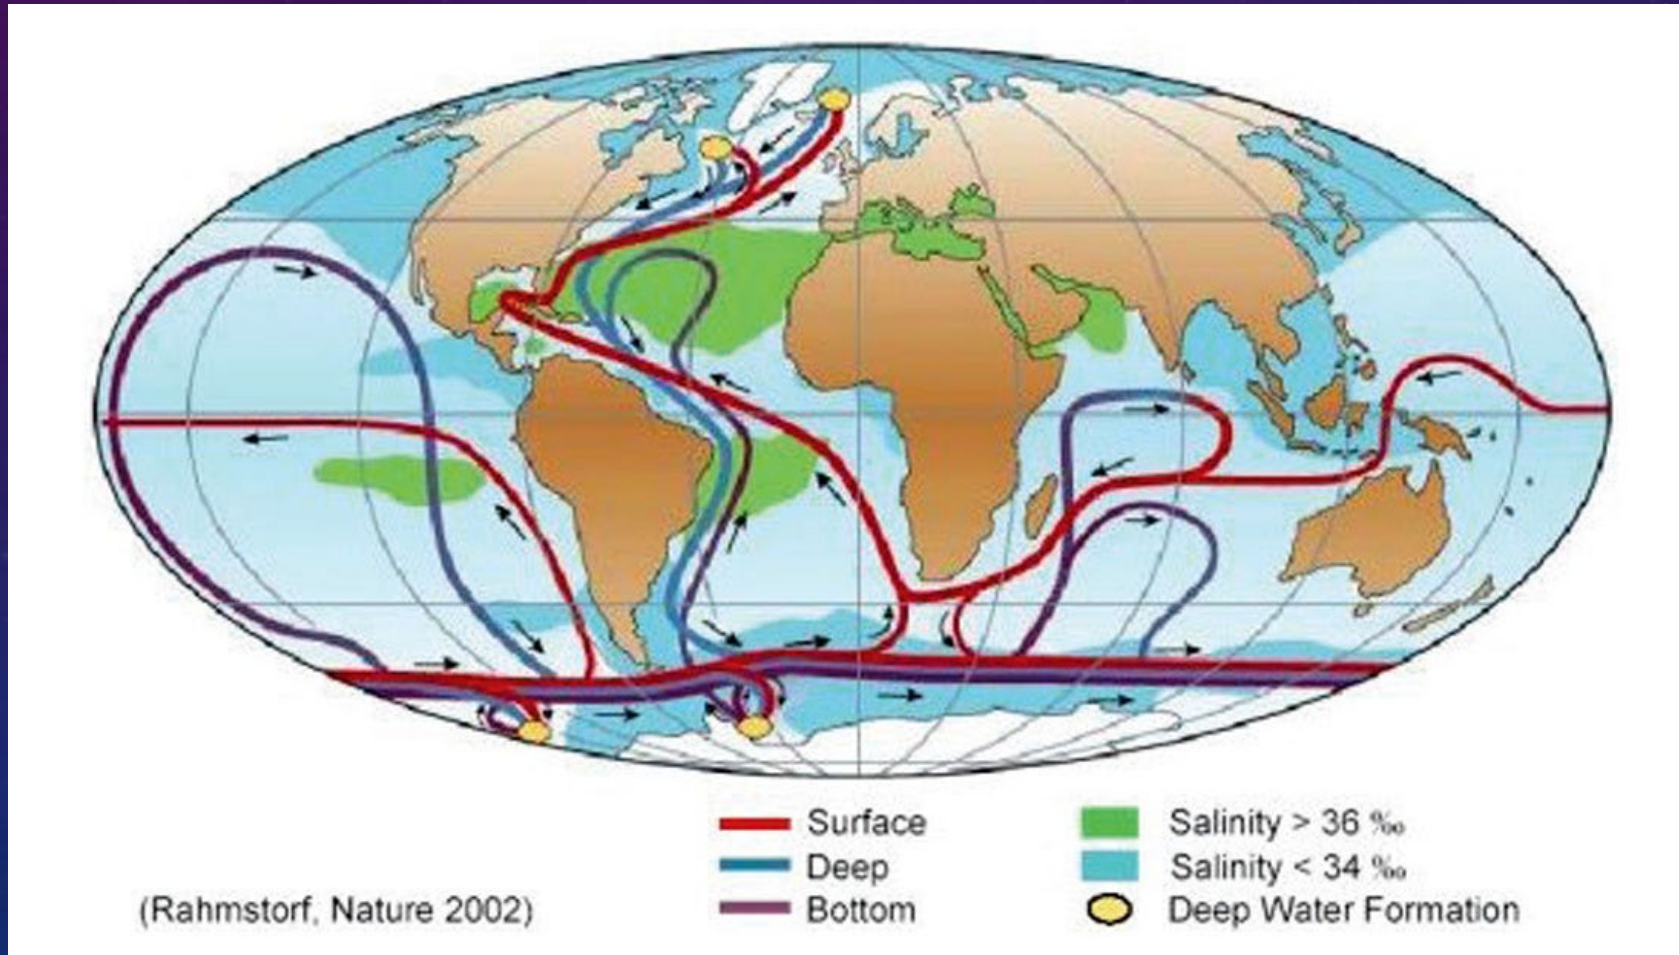 Surface
Deep
Bottom
Salinity > 36 ‰
Salinity < 34 ‰
Deep Water Formation
(Rahmstorf, Nature 2002)